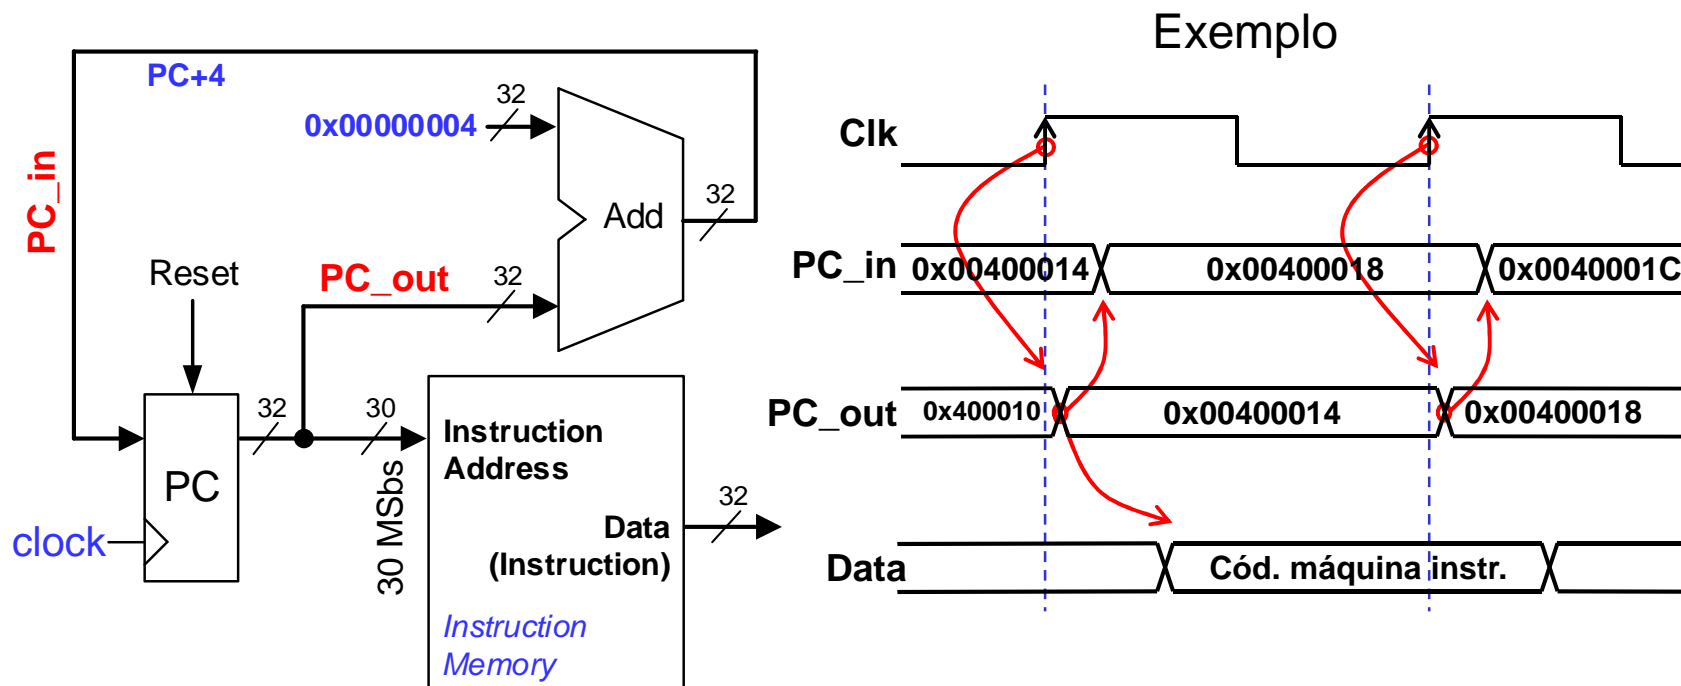 Exemplo
PC+4
32
0x00000004
PC_in
Add
32
Reset
PC_out
32
32
30
PC
clock
30 MSbs
Instruction
Address
Data
(Instruction)
32
Instruction
Memory
Clk
PC_in
0x00400014
0x00400018
0x0040001C
PC_out
0x400010
0x00400014
0x00400018
Data
Cód. máquina instr.